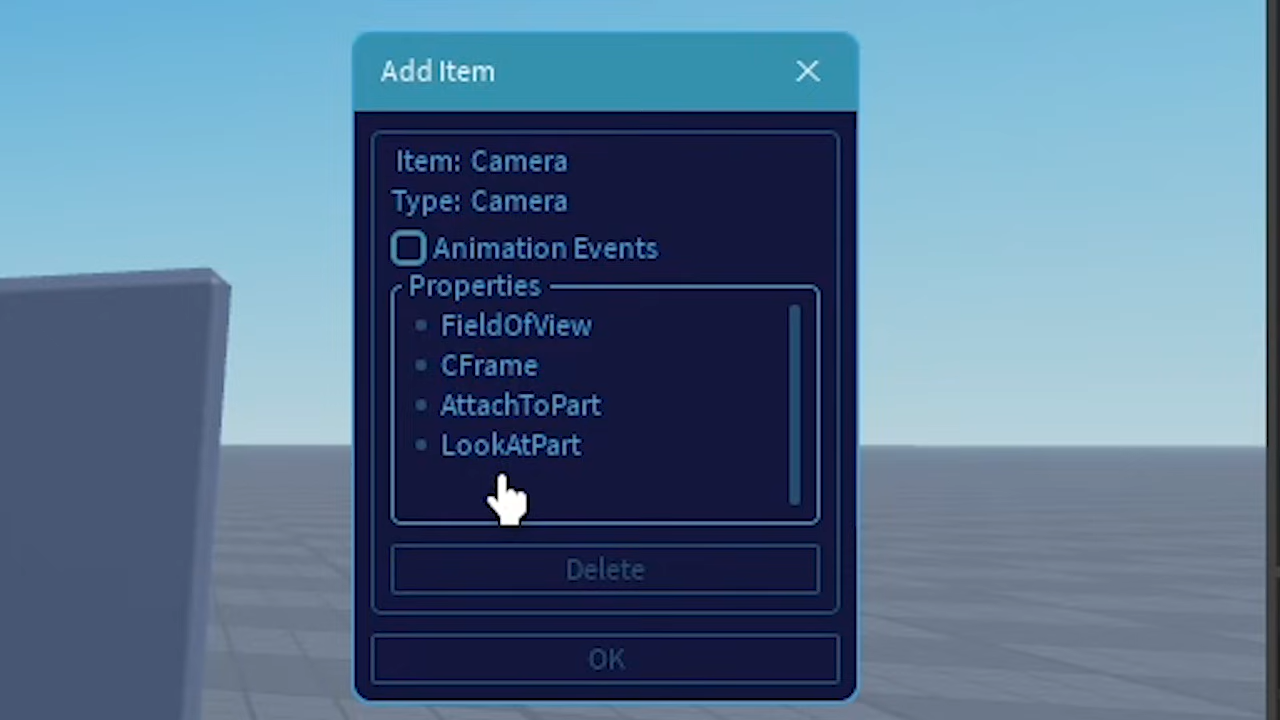 Add Item
Item: Camera
Type: Camera
Animation Events
Properties
FieldOfView
CFrame
AttachToPart
LookAtPart
Delete
OK